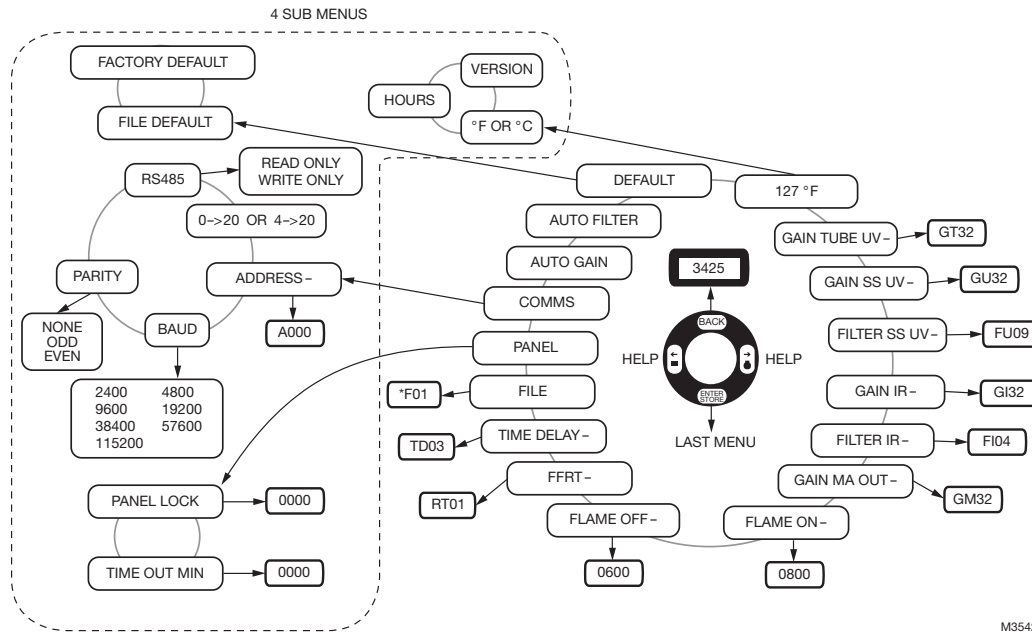 4 SUB MENUS
FACTORY DEFAULT
FILE DEFAULT
VERSION
HOURS
°F OR °C
RS485
READ ONLY
WRITE ONLY
0->20 OR 4->20
PARITY
ADDRESS-
NONE
ODD
EVEN
BAUD
A000
2400 4800
9600 19200
38400 57600
115200
PANEL LOCK
0000
TIME OUT MIN
0000
DEFAULT
127 °F
AUTO FILTER
AUTO GAIN
COMMS
PANEL
FILE
*F01
TIME DELAY-
TD03
FFRT-
RT01
FLAME OFF-
0600
FLAME ON-
0800
GAIN TUBE UV-
GT32
GAIN SS UV-
GU32
FILTER SS UV-
FU09
GAIN IR-
GI32
FILTER IR-
FI04
GAIN MA OUT-
GM32
3425
BACK
HELP
HELP
ENTER
STORE
LAST MENU